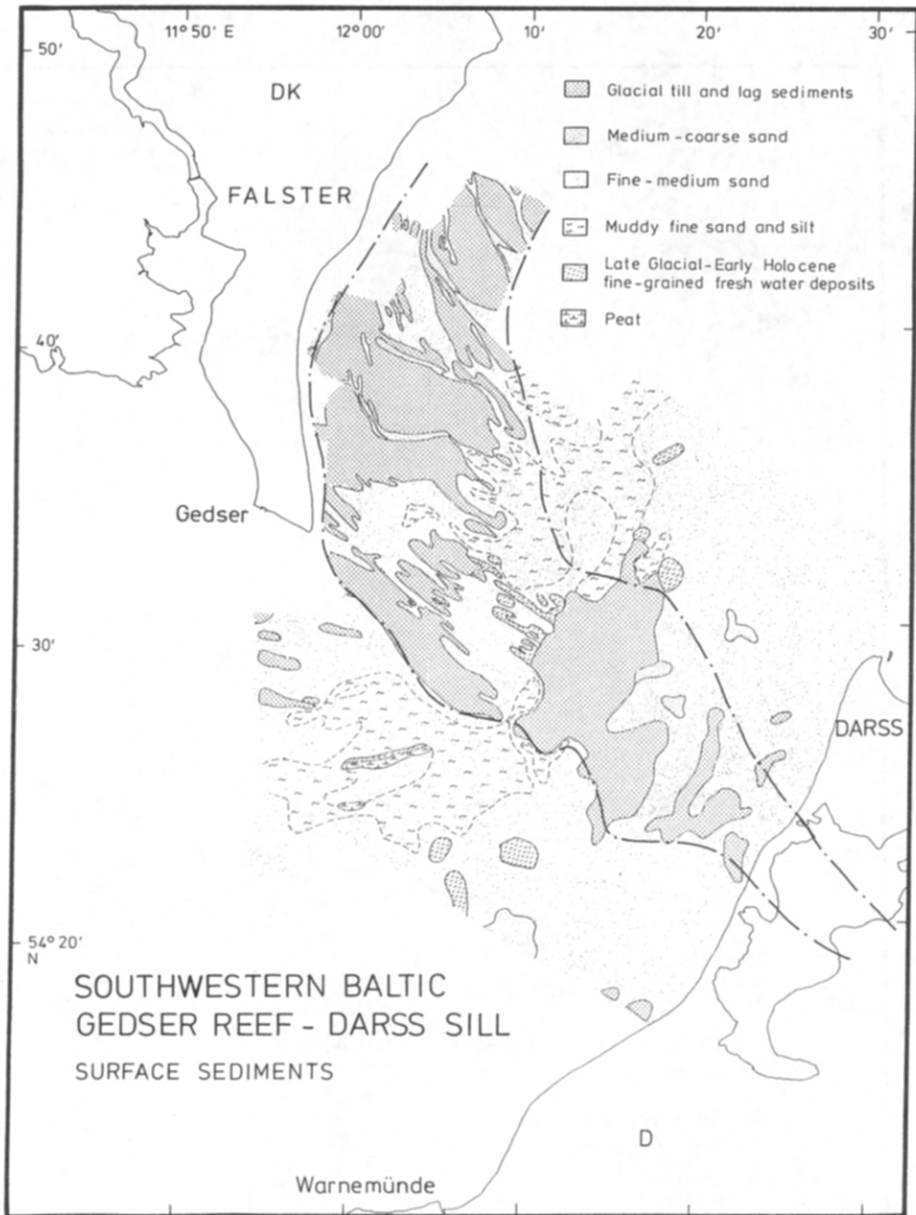 11° 50' E
12° 00'
10'
20'
30'
50'
DK
Glacial till and lag sediments
Medium-coarse sand
FALSTER
Fine-medium sand
Muddy fine sand and silt
Late Glacial-Early Holocene
fine-grained fresh water deposits
Peat
40'
Gedser
30'
DARSS
54° 20'
N
SOUTHWESTERN BALTIC
GEDSER REEF - DARSS SILL
SURFACE SEDIMENTS
D
Warnemünde